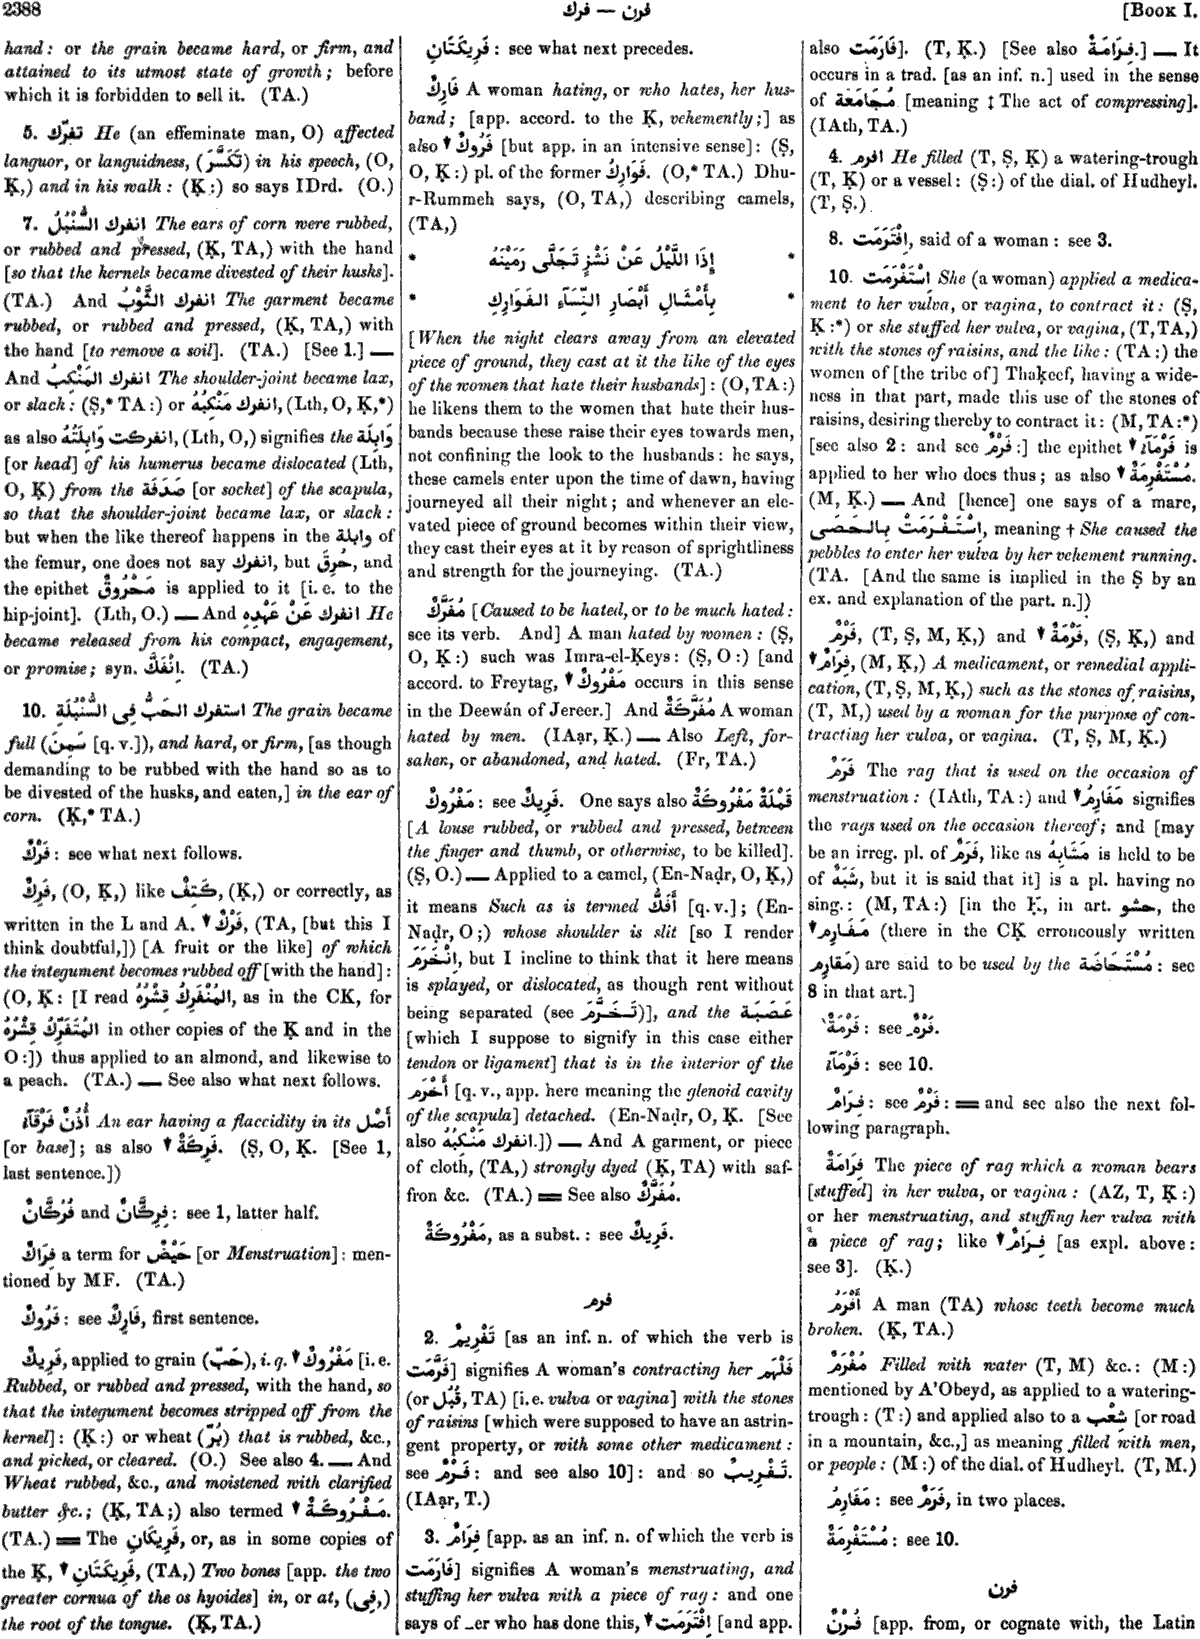 2388
فرك — فرن
[BOOK I.
hand: or the grain became hard, or firm, and
attained to its utmost state of growth; before
which it is forbidden to sell it. (TA.)
5. تفرّك He (an effeminate man, O) affected
languor, or languidness, (تَكَسَّرَ) in his speech, (O,
Ḳ,) and in his walk: (Ḳ:) so says IDrd. (O.)
7. انفرك السُّنْبُلُ The ears of corn were rubbed,
or rubbed and pressed, (Ḳ, TA,) with the hand
[so that the kernels became divested of their husks].
(TA.) And انفرك الثَّوْبُ The garment became
rubbed, or rubbed and pressed, (Ḳ, TA,) with
the hand [to remove a soil]. (TA.) [See 1.] —
And انفرك المَنْكِبُ The shoulder-joint became lax,
or slack: (Ṣ,* TA:) or انفرك مَنْكِبُهُ, (Lth, O, Ḳ,*)
as also انفركت وَابِلَتُهُ, (Lth, O,) signifies the وَابِلَة
[or head] of his humerus became dislocated (Lth,
O, Ḳ) from the صَدَفَة [or socket] of the scapula,
so that the shoulder-joint became lax, or slack:
but when the like thereof happens in the وابلة of
the femur, one does not say انفرك, but حُرِقَ, and
the epithet مَحْرُوقٌ is applied to it [i. e. to the
hip-joint]. (Lth, O.) — And انفرك عَنْ عَهْدِهِ He
became released from his compact, engagement,
or promise; syn. اِنْفَكَّ. (TA.)
10. استفرك الحَبُّ فِى السُّنْبُلَةِ The grain became
full (سَمِنَ [q. v.]), and hard, or firm, [as though
demanding to be rubbed with the hand so as to
be divested of the husks, and eaten,] in the ear of
corn. (Ḳ,* TA.)
فَرْكٌ: see what next follows.
فَرِكٌ, (O, Ḳ,) like كَتِفٌ, (Ḳ,) or correctly, as
written in the L and A, فَرْكٌ, (TA, [but this I
think doubtful,]) [A fruit or the like] of which
the integument becomes rubbed off [with the hand]:
(O, Ḳ: [I read المُنْفَرِكُ قِشْرُهُ, as in the CK, for
المُتَفَرِّكُ قِشْرُهُ in other copies of the Ḳ and in the
O:]) thus applied to an almond, and likewise to
a peach. (TA.) — See also what next follows.
أُذُنٌ فَرْكَآءُ An ear having a flaccidity in its أَصْل
[or base]; as also فَرِكَةٌ. (Ṣ, O, Ḳ. [See 1,
last sentence.])
فُرُكَّانٌ and فِرِكَّانٌ: see 1, latter half.
فِرَاكٌ a term for حَيْضٌ [or Menstruation]: men-
tioned by MF. (TA.)
فَرُوكٌ: see فَارِكٌ, first sentence.
فَرِيكٌ, applied to grain (حَبّ), i. q. مَفْرُوكٌ [i. e.
Rubbed, or rubbed and pressed, with the hand, so
that the integument becomes stripped off from the
kernel]: (Ḳ:) or wheat (بُرّ) that is rubbed, &c.,
and picked, or cleared. (O.) See also 4. — And
Wheat rubbed, &c., and moistened with clarified
butter &c.; (Ḳ, TA;) also termed مَفْرُوكَةٌ.
(TA.) = The فَرِيكَانِ, or, as in some copies of
the Ḳ, فَرِيكَتَانِ, (TA,) Two bones [app. the two
greater cornua of the os hyoides] in, or at, (فِى,)
the root of the tongue. (Ḳ, TA.)
فَرِيكَتَانِ: see what next precedes.
فَارِكٌ A woman hating, or who hates, her hus-
band; [app. accord. to the Ḳ, vehemently;] as
also فَرُوكٌ [but app. in an intensive sense]: (Ṣ,
O, Ḳ:) pl. of the former فَوَارِكُ. (O,* TA.) Dhu-
r-Rummeh says, (O, TA,) describing camels,
(TA,)
* إِذَا اللَّيْلُ عَنْ نَشْزٍ تَجَلَّى رَمَيْنَهُ *
* بِأَمْثَالِ أَبْصَارِ النِّسَآءِ الفَوَارِكِ *
[When the night clears away from an elevated
piece of ground, they cast at it the like of the eyes
of the women that hate their husbands]: (O, TA:)
he likens them to the women that hate their hus-
bands because these raise their eyes towards men,
not confining the look to the husbands: he says,
these camels enter upon the time of dawn, having
journeyed all their night; and whenever an ele-
vated piece of ground becomes within their view,
they cast their eyes at it by reason of sprightliness
and strength for the journeying. (TA.)
مُفَرَّكٌ [Caused to be hated, or to be much hated:
see its verb. And] A man hated by women: (Ṣ,
O, Ḳ:) such was Imra-el-Ḳeys: (Ṣ, O:) [and
accord. to Freytag, مَفْرُوكٌ occurs in this sense
in the Deewán of Jereer.] And مُفَرَّكَةٌ A woman
hated by men. (IAạr, Ḳ.) — Also Left, for-
saken, or abandoned, and hated. (Fr, TA.)
مَفْرُوكٌ: see فَرِيكٌ. One says also قَمْلَةٌ مَفْرُوكَةٌ
[A louse rubbed, or rubbed and pressed, between
the finger and thumb, or otherwise, to be killed].
(Ṣ, O.) — Applied to a camel, (En-Naḍr, O, Ḳ,)
it means Such as is termed أَفَكُّ [q. v.]; (En-
Naḍr, O;) whose shoulder is slit [so I render
اِنْخَرَمَ, but I incline to think that it here means
is splayed, or dislocated, as though rent without
being separated (see تَخَرَّمَ)], and the عَصَبَة
[which I suppose to signify in this case either
tendon or ligament] that is in the interior of the
أَخْرَم [q. v., app. here meaning the glenoid cavity
of the scapula] detached. (En-Naḍr, O, Ḳ. [See
also انفرك مَنْكِبُهُ.]) — And A garment, or piece
of cloth, (TA,) strongly dyed (Ḳ, TA) with saf-
fron &c. (TA.) = See also مُفَرَّكٌ.
مَفْرُوكَةٌ, as a subst.: see فَرِيكٌ.
فرم
2. تَفْرِيمٌ [as an inf. n. of which the verb is
فَرَّمَت] signifies A woman's contracting her فَلْهَم
(or قُبُل, TA) [i. e. vulva or vagina] with the stones
of raisins [which were supposed to have an astrin-
gent property, or with some other medicament:
see فَرْمٌ: and see also 10]: and so تَفْرِيبٌ.
(IAạr, T.)
3. فِرَامٌ [app. as an inf. n. of which the verb is
فَارَمَت] signifies A woman's menstruating, and
stuffing her vulva with a piece of rag: and one
says of er who has done this, اِفْتَرَمَت [and app.
also فَارَمَت]. (T, Ḳ.) [See also فِرَامَةٌ.] — It
occurs in a trad. [as an inf. n.] used in the sense
of مُجَامَعَة [meaning ‡ The act of compressing].
(IAth, TA.)
4. افرم He filled (T, Ṣ, Ḳ) a watering-trough
(T, Ḳ) or a vessel: (Ṣ:) of the dial. of Hudheyl.
(T, Ṣ.)
8. اِفْتَرَمَت, said of a woman: see 3.
10. اِسْتَفْرَمَت She (a woman) applied a medica-
ment to her vulva, or vagina, to contract it: (Ṣ,
Ḳ:*) or she stuffed her vulva, or vagina, (T, TA,)
with the stones of raisins, and the like: (TA:) the
women of [the tribe of] Thaḳeef, having a wide-
ness in that part, made this use of the stones of
raisins, desiring thereby to contract it: (M, TA:*)
[see also 2: and see فَرْمٌ:] the epithet فَرْمَآءُ is
applied to her who does thus; as also مُسْتَفْرِمَةٌ.
(M, Ḳ.) — And [hence] one says of a mare,
اِسْتَفْرَمَتْ بِالحَصَى, meaning † She caused the
pebbles to enter her vulva by her vehement running.
(TA. [And the same is implied in the Ṣ by an
ex. and explanation of the part. n.])
فَرْمٌ, (T, Ṣ, M, Ḳ,) and فَرْمَةٌ, (Ṣ, Ḳ,) and
فِرَامٌ, (M, Ḳ,) A medicament, or remedial appli-
cation, (T, Ṣ, M, Ḳ,) such as the stones of raisins,
(T, M,) used by a woman for the purpose of con-
tracting her vulva, or vagina. (T, Ṣ, M, Ḳ.)
فَرَمٌ The rag that is used on the occasion of
menstruation: (IAth, TA:) and مَفَارِمُ signifies
the rags used on the occasion thereof; and [may
be an irreg. pl. of فَرَمٌ, like as مَشَابِهُ is held to be
of شَبَهٌ, but it is said that it] is a pl. having no
sing.: (M, TA:) [in the Ḳ, in art. حشو, the
مَفَارِم (there in the CK erroneously written
مَقَارِم) are said to be used by the مُسْتَحَاضَة: see
8 in that art.]
فَرْمَةٌ: see فَرْمٌ.
فَرْمَآءُ: see 10.
فِرَامٌ: see فَرْمٌ: = and see also the next fol-
lowing paragraph.
فِرَامَةٌ The piece of rag which a woman bears
[stuffed] in her vulva, or vagina: (AZ, T, Ḳ:)
or her menstruating, and stuffing her vulva with
a piece of rag; like فِرَامٌ [as expl. above:
see 3]. (Ḳ.)
أَفْرَمُ A man (TA) whose teeth become much
broken. (Ḳ, TA.)
مُفْرَمٌ Filled with water (T, M) &c.: (M:)
mentioned by A'Obeyd, as applied to a watering-
trough: (T:) and applied also to a شِعْب [or road
in a mountain, &c.,] as meaning filled with men,
or people: (M:) of the dial. of Hudheyl. (T, M.)
مَفَارِمُ: see فَرَمٌ, in two places.
مُسْتَفْرِمَةٌ: see 10.
فرن
فُرْنٌ [app. from, or cognate with, the Latin